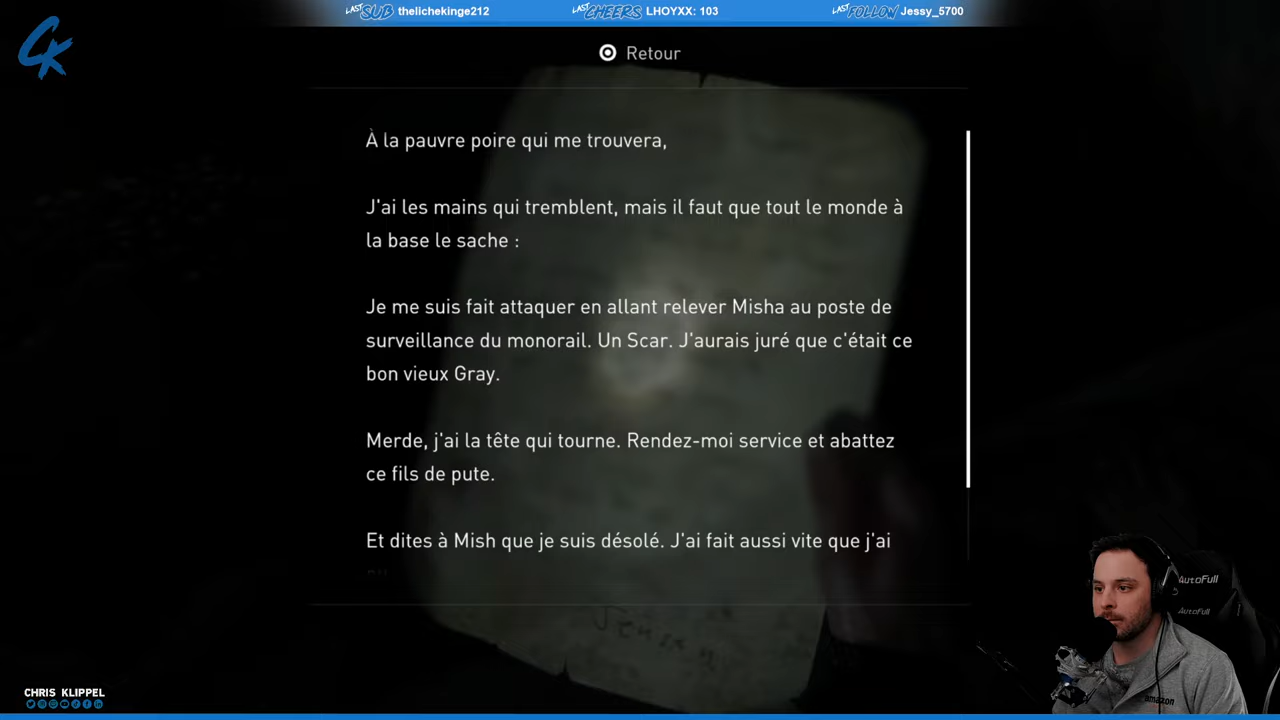 LAST SUB thelichekinge212
LAST CHEERS LHOYXX: 103
LAST FOLLOW Jessy_5700
CK
Retour
À la pauvre poire qui me trouvera,
J'ai les mains qui tremblent, mais il faut que tout le monde à
la base le sache :
Je me suis fait attaquer en allant relever Misha au poste de
surveillance du monorail. Un Scar. J'aurais juré que c'était ce
bon vieux Gray.
Merde, j'ai la tête qui tourne. Rendez-moi service et abattez
ce fils de pute.
Et dites à Mish que je suis désolé. J'ai fait aussi vite que j'ai
AutoFull
AutoFull
amazon
CHRIS KLIPPEL